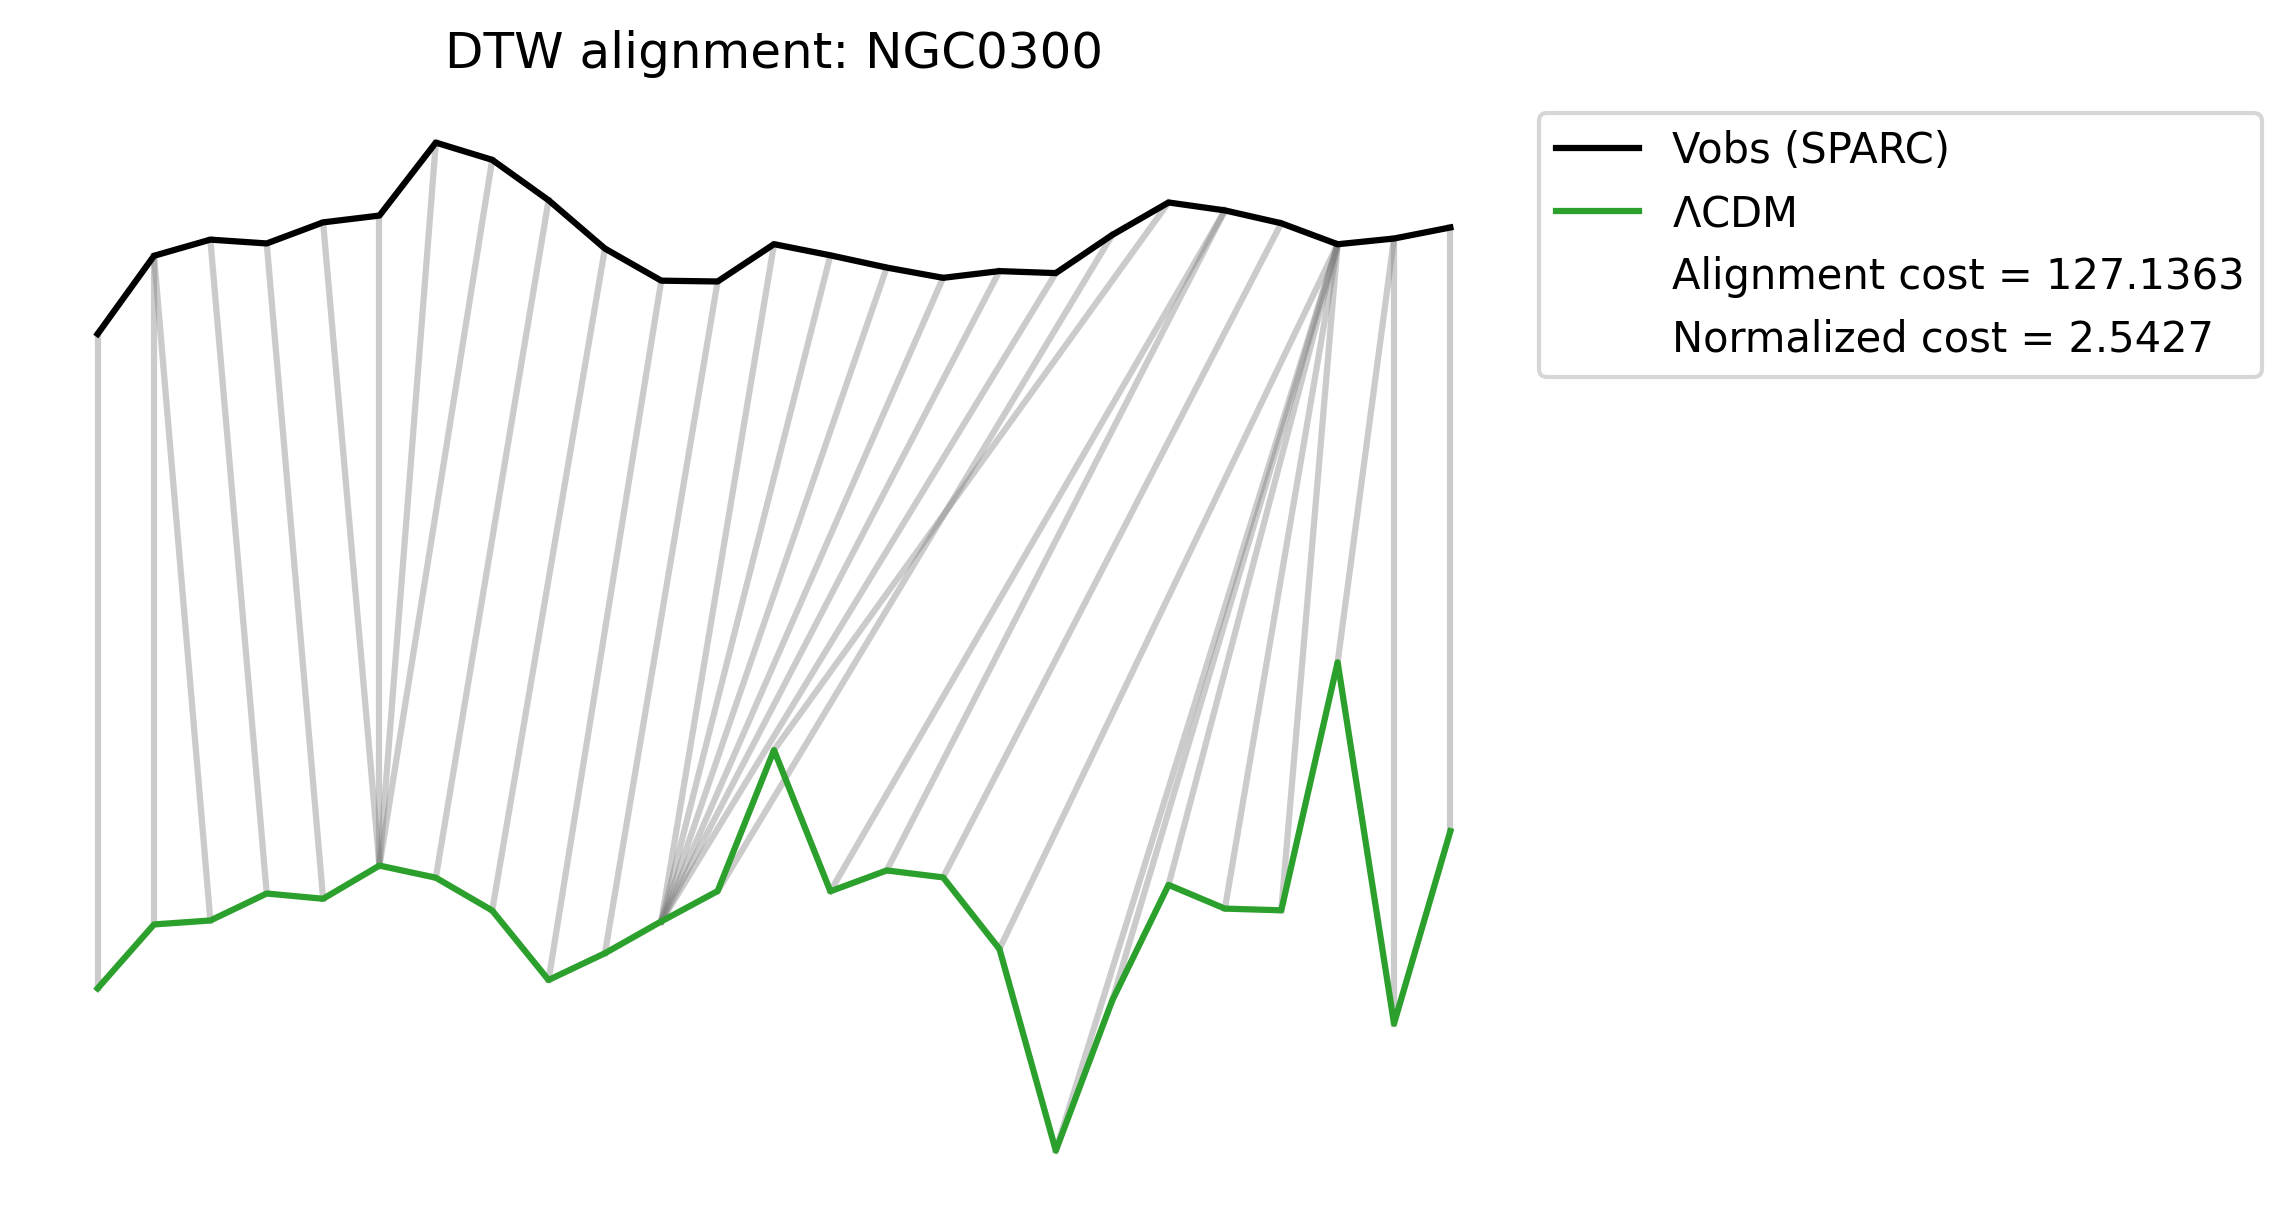 DTW alignment: NGC0300
Vobs (SPARC)
ΛCDM
Alignment cost = 127.1363
Normalized cost = 2.5427